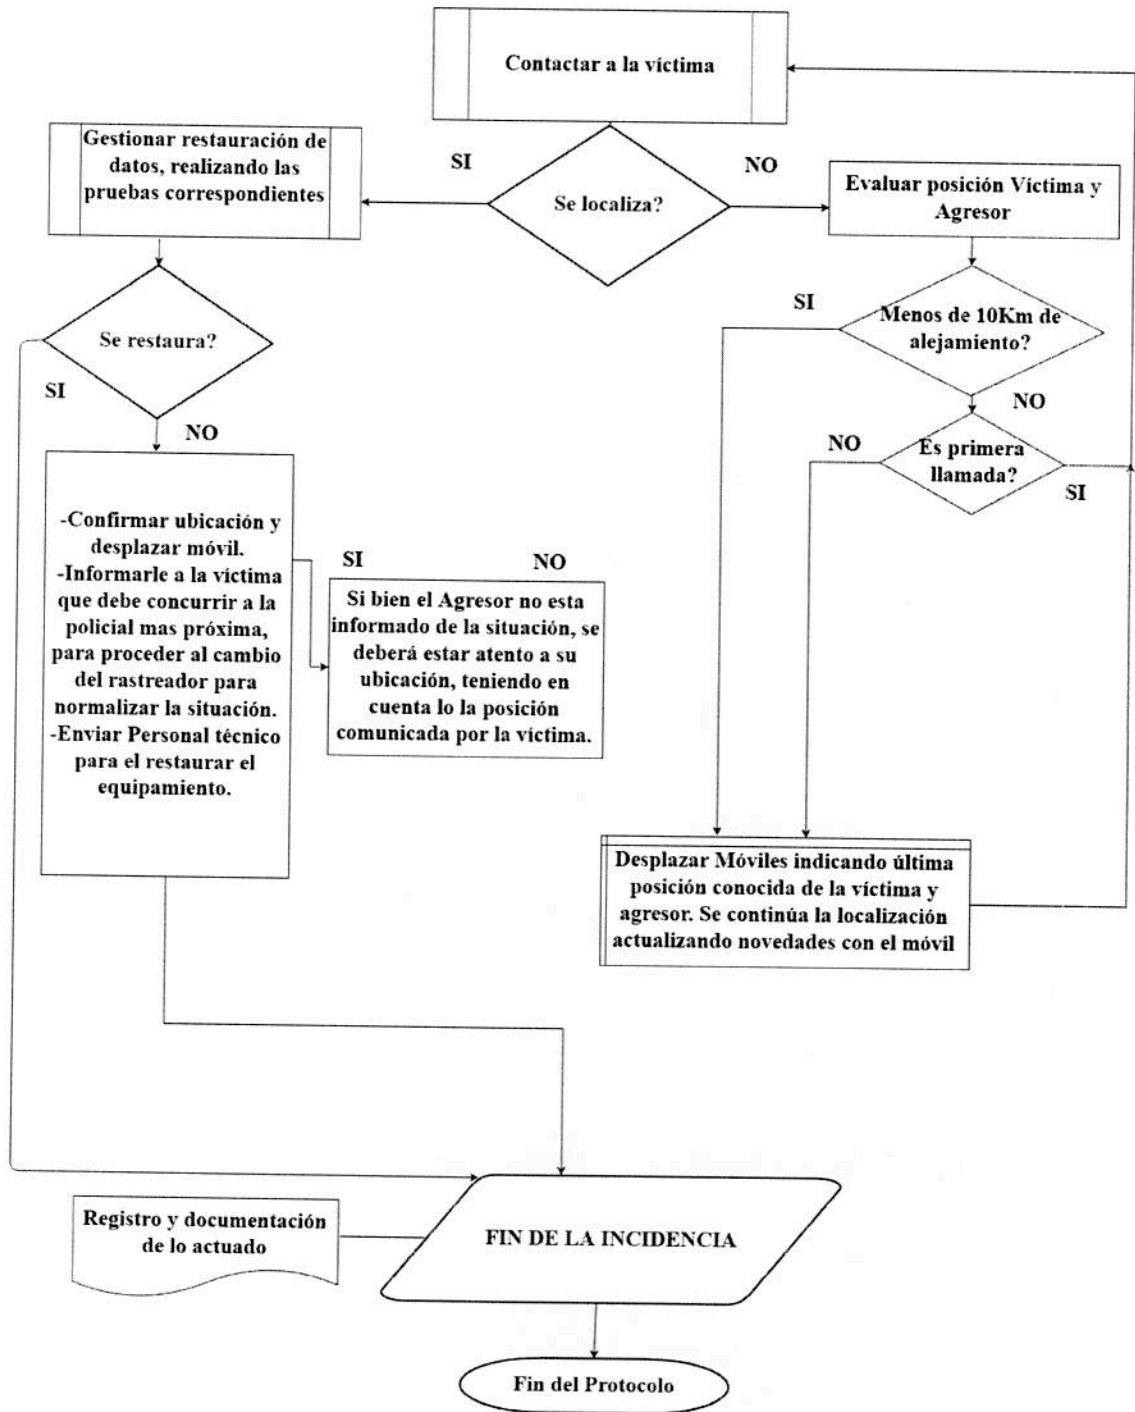 Contactar a la víctima
Gestionar restauración de
datos, realizando las
pruebas correspondientes
SI
Se localiza?
NO
Evaluar posición Víctima y
Agresor
Se restaura?
SI
NO
SI
Menos de 10Km de
alejamiento?
NO
NO
Es primera
llamada?
SI
-Confirmar ubicación y
desplazar móvil.
-Informarle a la víctima
que debe concurrir a la
policial mas próxima,
para proceder al cambio
del rastreador para
normalizar la situación.
-Enviar Personal técnico
para el restaurar el
equipamiento.
SI
NO
Si bien el Agresor no esta
informado de la situación, se
deberá estar atento a su
ubicación, teniendo en
cuenta lo la posición
comunicada por la víctima.
Desplazar Móviles indicando última
posición conocida de la víctima y
agresor. Se continúa la localización
actualizando novedades con el móvil
Registro y documentación
de lo actuado
FIN DE LA INCIDENCIA
Fin del Protocolo